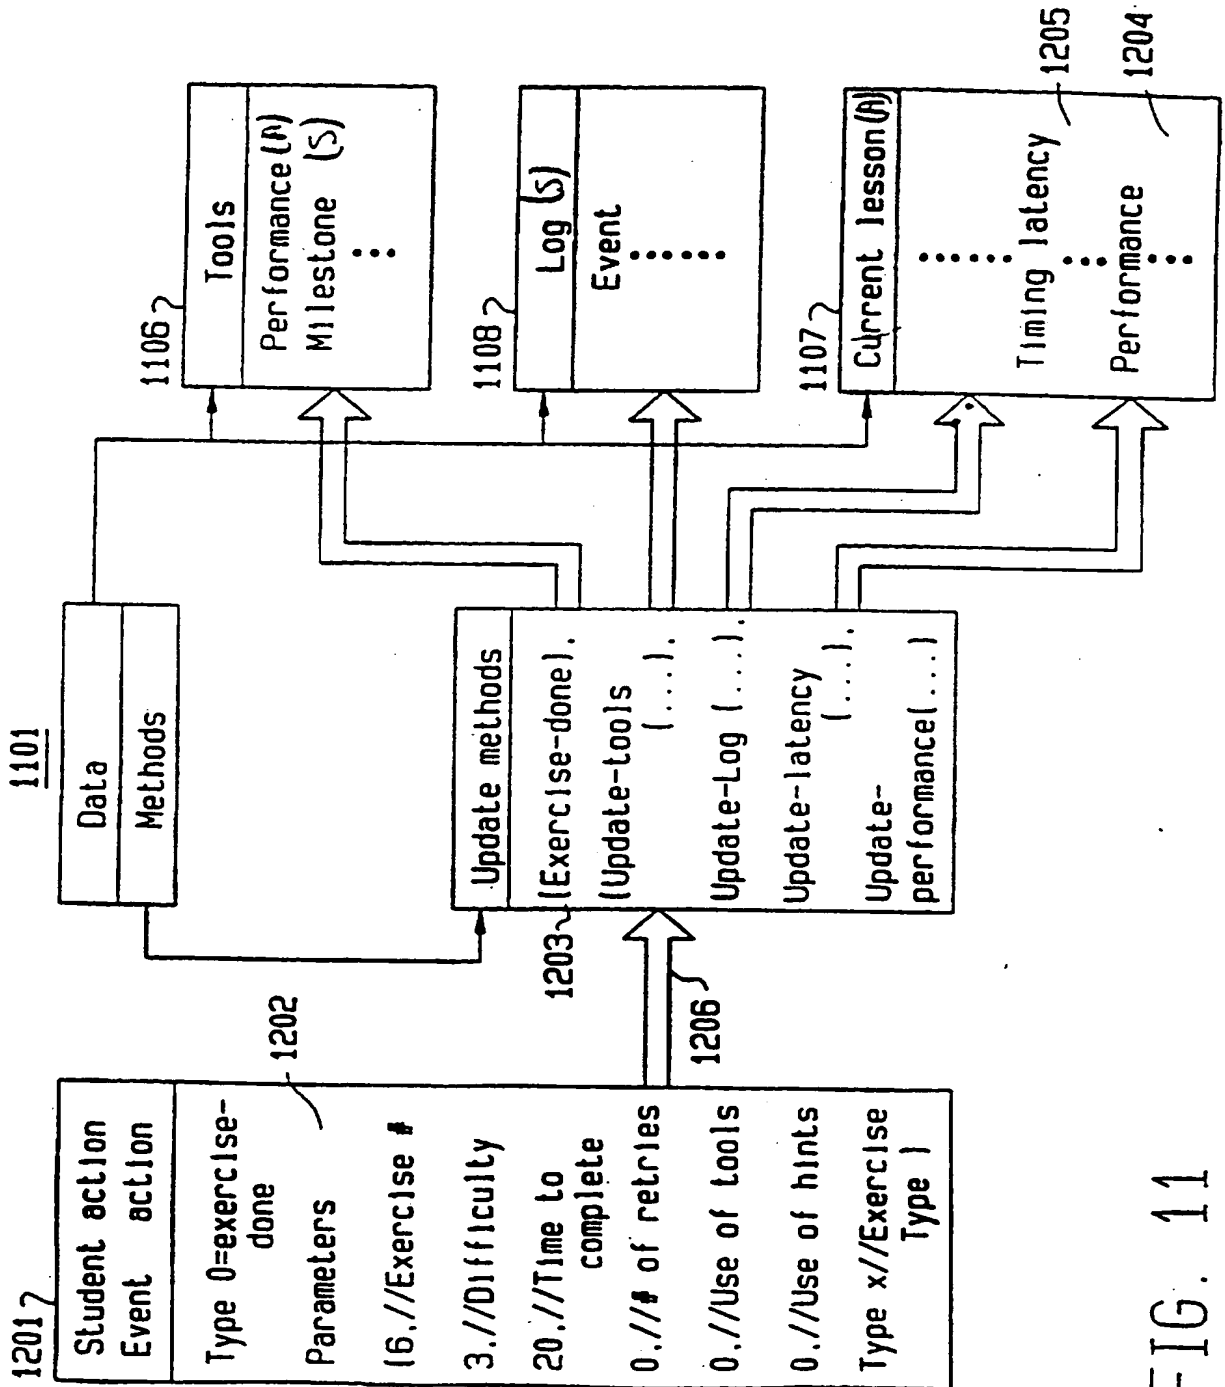 1101
Data
Methods
1201
Student action
Event action
Type 0=exercise-
done
1202
Parameters
(6,//Exercise #
3,//Difficulty
20,//Time to
complete
0,//# of retries
0,//Use of tools
0,//Use of hints
Type x//Exercise
Type )
1206
Update methods
1203
(Exercise-done),
(Update-tools
(...),
Update-Log (...),
Update-latency
(....),
Update-
performance(...)
1106
Tools
Performance (A)
Milestone (S)
1108
Log (S)
Event
1107
Current lesson (A)
Timing latency
1205
Performance
1204
FIG. 11